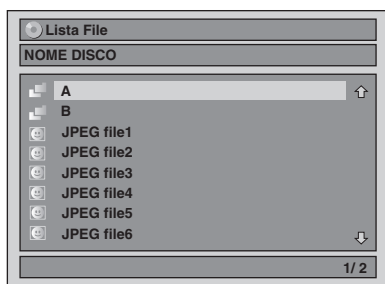 Lista File
NOME DISCO
A
B
JPEG file1
JPEG file2
JPEG file3
JPEG file4
JPEG file5
JPEG file6
1/ 2